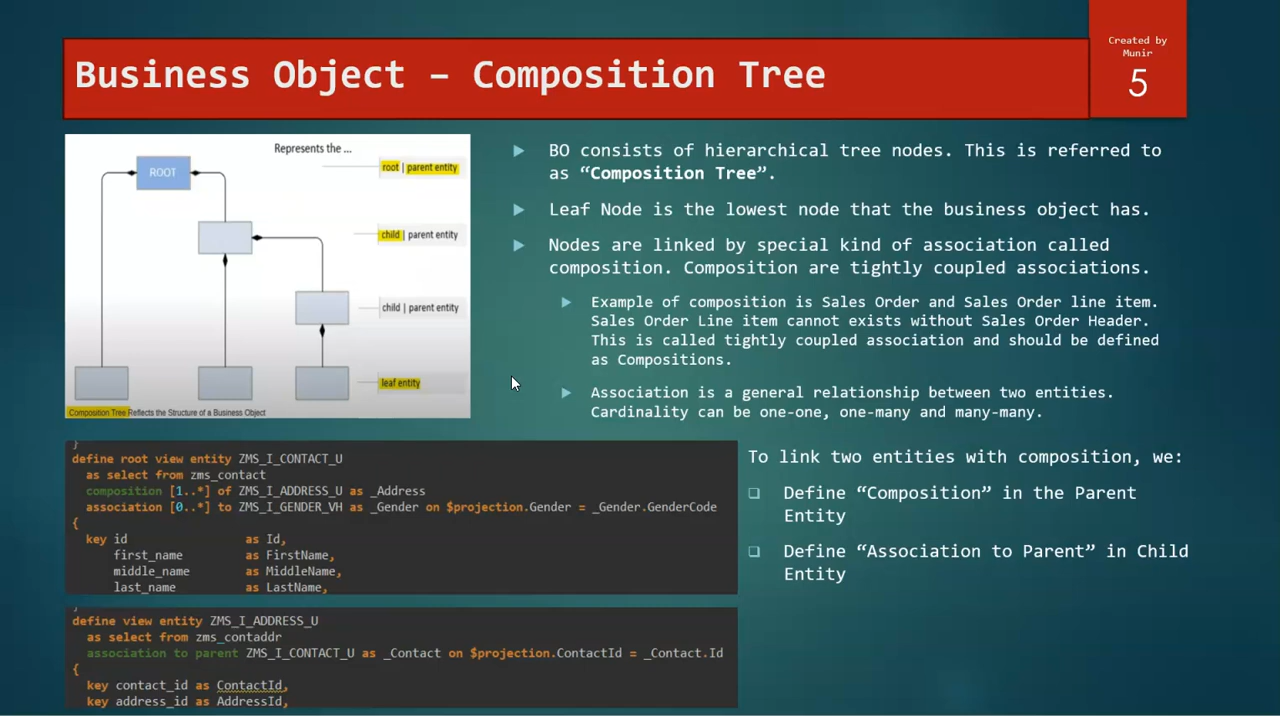 Created by
Munir
5
Business Object – Composition Tree
Represents the ...
ROOT
root | parent entity
child | parent entity
child | parent entity
leaf entity
Composition Tree Reflects the Structure of a Business Object
BO consists of hierarchical tree nodes. This is referred to
as “Composition Tree”.
Leaf Node is the lowest node that the business object has.
Nodes are linked by special kind of association called
composition. Composition are tightly coupled associations.
Example of composition is Sales Order and Sales Order line item.
Sales Order Line item cannot exists without Sales Order Header.
This is called tightly coupled association and should be defined
as Compositions.
Association is a general relationship between two entities.
Cardinality can be one-one, one-many and many-many.
}
define root view entity ZMS_I_CONTACT_U
as select from zms_contact
composition [1..*] of ZMS_I_ADDRESS_U as _Address
association [0..*] to ZMS_I_GENDER_VH as _Gender on $projection.Gender = _Gender.GenderCode
{
key id as Id,
first_name as FirstName,
middle_name as MiddleName,
last_name as LastName,
define view entity ZMS_I_ADDRESS_U
as select from zms_contaddr
association to parent ZMS_I_CONTACT_U as _Contact on $projection.ContactId = _Contact.Id
{
key contact_id as ContactId,
key address_id as AddressId,
To link two entities with composition, we:
Define “Composition” in the Parent
Entity
Define “Association to Parent” in Child
Entity